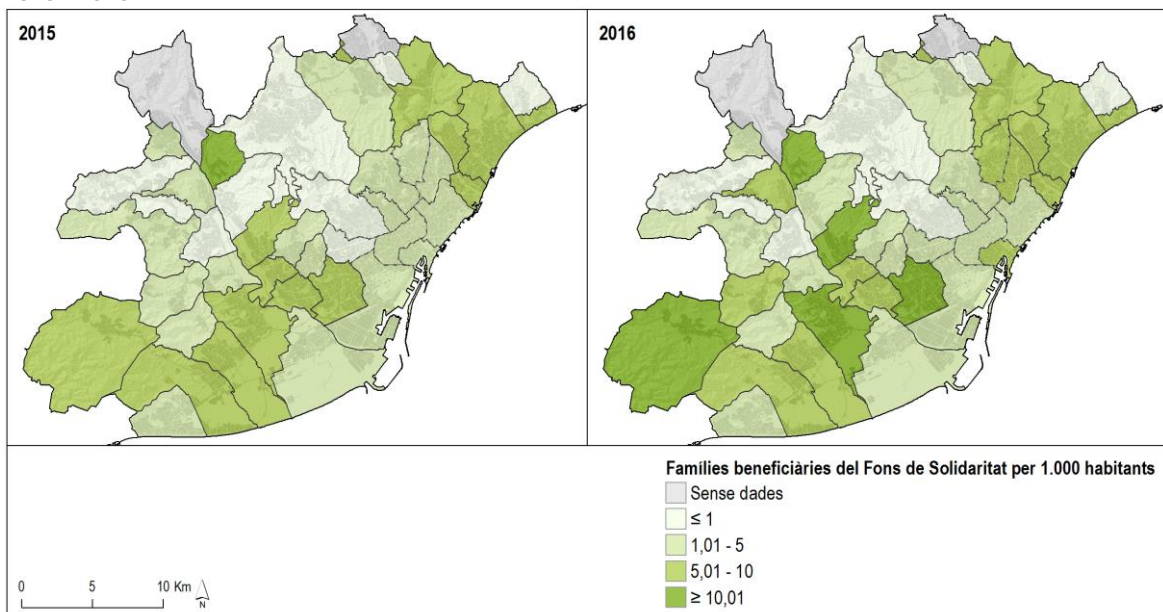 2015
2016
Famílies beneficiàries del Fons de Solidaritat per 1.000 habitants
Sense dades
≤ 1
1,01 - 5
5,01 - 10
≥ 10,01
0 5 10 Km
N